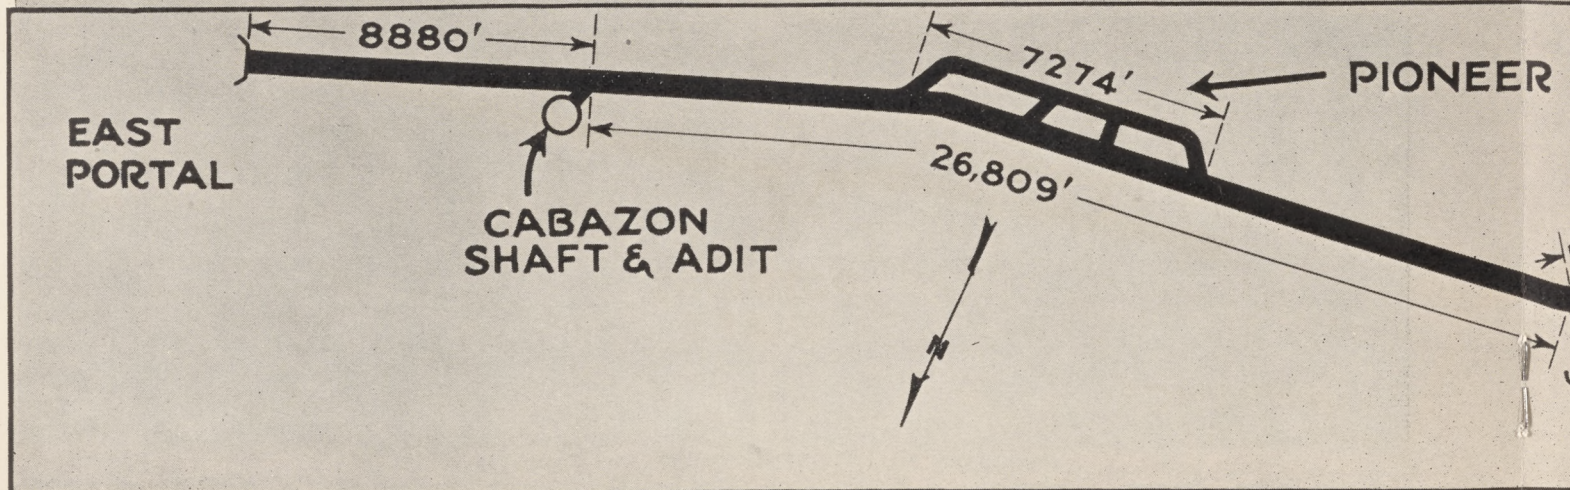 8880'
7274'
PIONEER
EAST
PORTAL
26,809'
CABAZON
SHAFT & ADIT
N